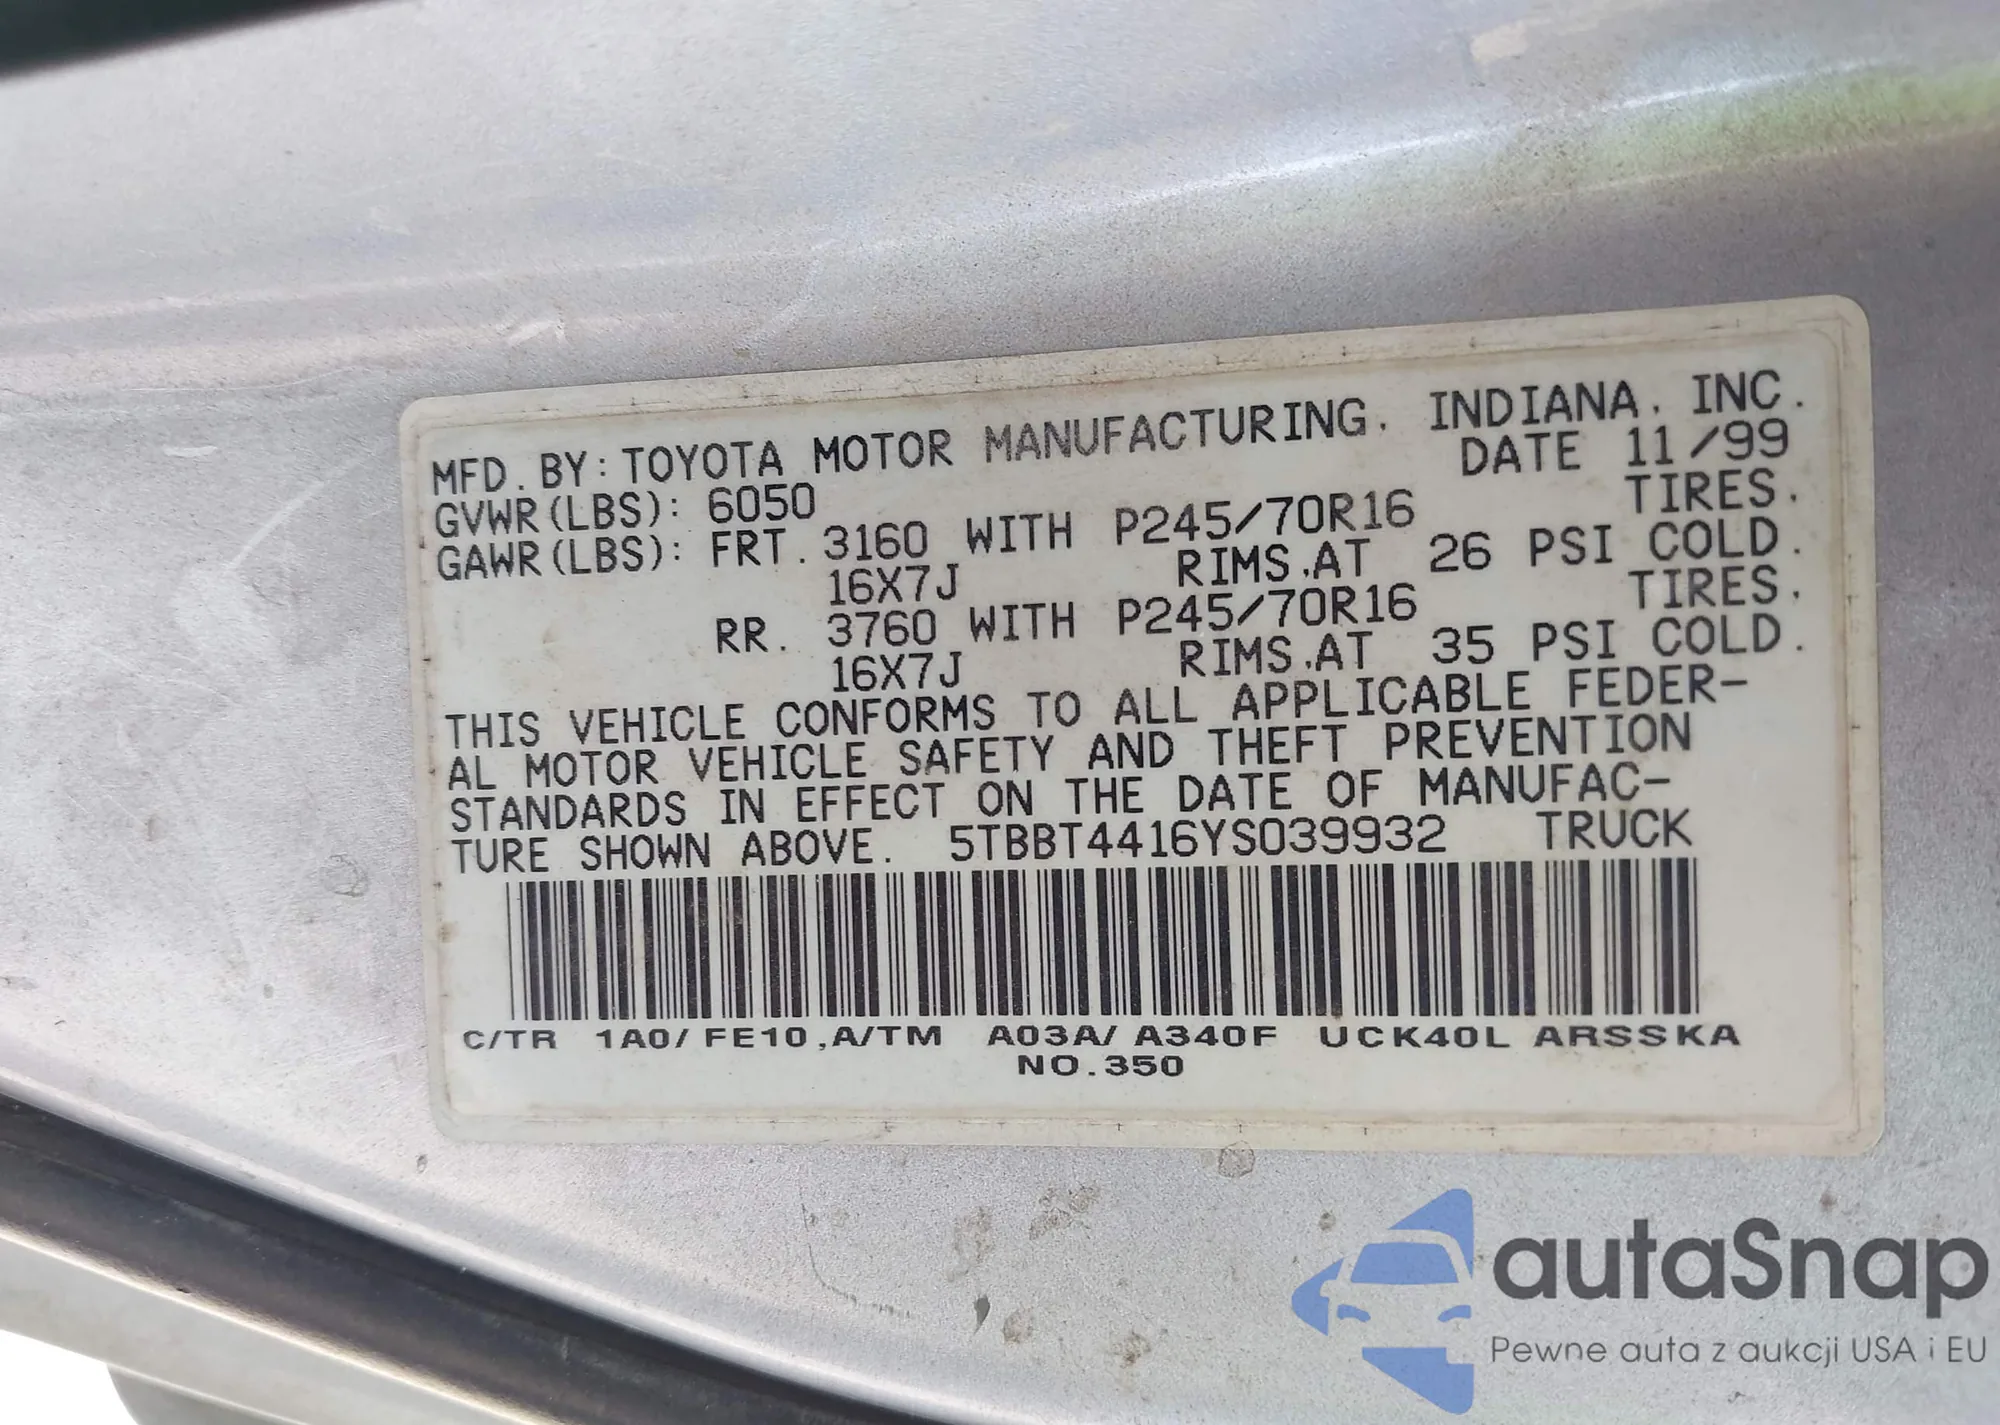 MFD. BY: TOYOTA MOTOR MANUFACTURING, INDIANA, INC.
DATE 11/99
GVWR(LBS): 6050
GAWR(LBS): FRT. 3160 WITH P245/70R16 TIRES,
16X7J RIMS,AT 26 PSI COLD.
RR. 3760 WITH P245/70R16 TIRES,
16X7J RIMS,AT 35 PSI COLD.
THIS VEHICLE CONFORMS TO ALL APPLICABLE FEDER-
AL MOTOR VEHICLE SAFETY AND THEFT PREVENTION
STANDARDS IN EFFECT ON THE DATE OF MANUFAC-
TURE SHOWN ABOVE. 5TBBT4416YS039932 TRUCK
C/TR 1A0/ FE10 ,A/TM A03A/ A340F UCK40L ARSSKA
NO.350
autaSnap
Pewne auta z aukcji USA i EU